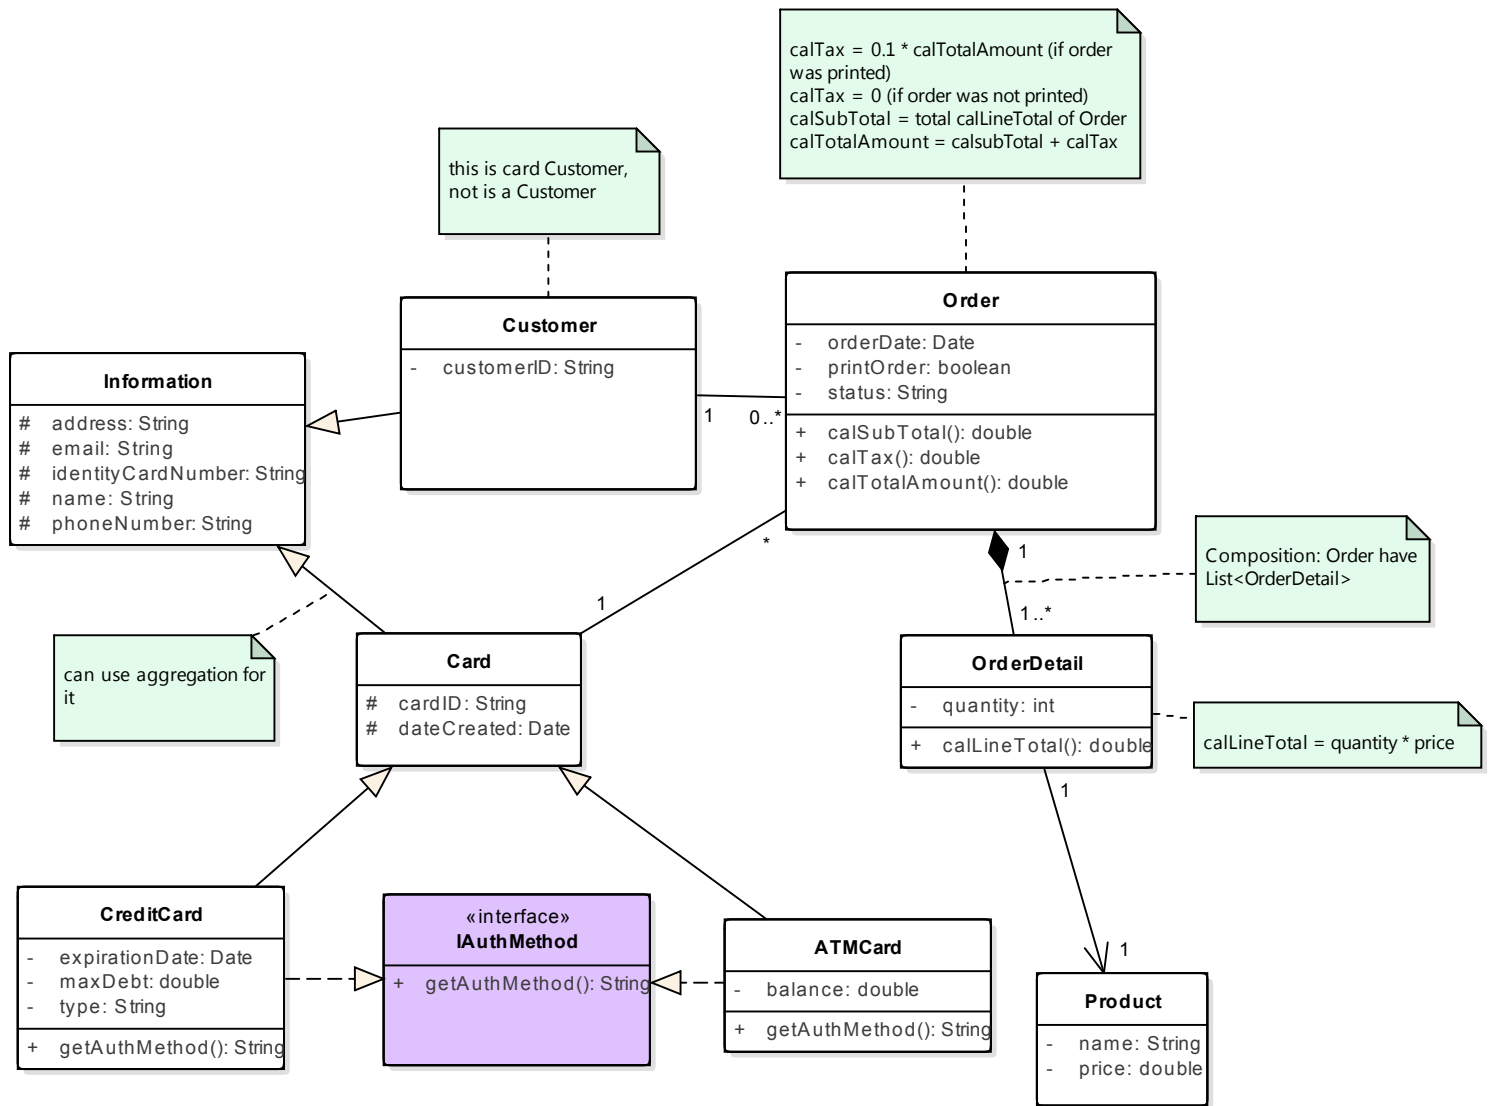 calTax = 0.1 * calTotalAmount (if order
was printed)
calTax = 0 (if order was not printed)
calSubTotal = total calLineTotal of Order
calTotalAmount = calsubTotal + calTax
this is card Customer,
not is a Customer
Order
- orderDate: Date
- printOrder: boolean
- status: String
+ calSubTotal(): double
+ calTax(): double
+ calTotalAmount(): double
Customer
- customerID: String
1
0..*
Information
# address: String
# email: String
# identityCardNumber: String
# name: String
# phoneNumber: String
*
1
1
1..*
Composition: Order have
List<OrderDetail>
can use aggregation for
it
Card
# cardID: String
# dateCreated: Date
OrderDetail
- quantity: int
+ calLineTotal(): double
calLineTotal = quantity * price
1
1
CreditCard
- expirationDate: Date
- maxDebt: double
- type: String
+ getAuthMethod(): String
«interface»
IAuthMethod
+ getAuthMethod(): String
ATMCard
- balance: double
+ getAuthMethod(): String
Product
- name: String
- price: double